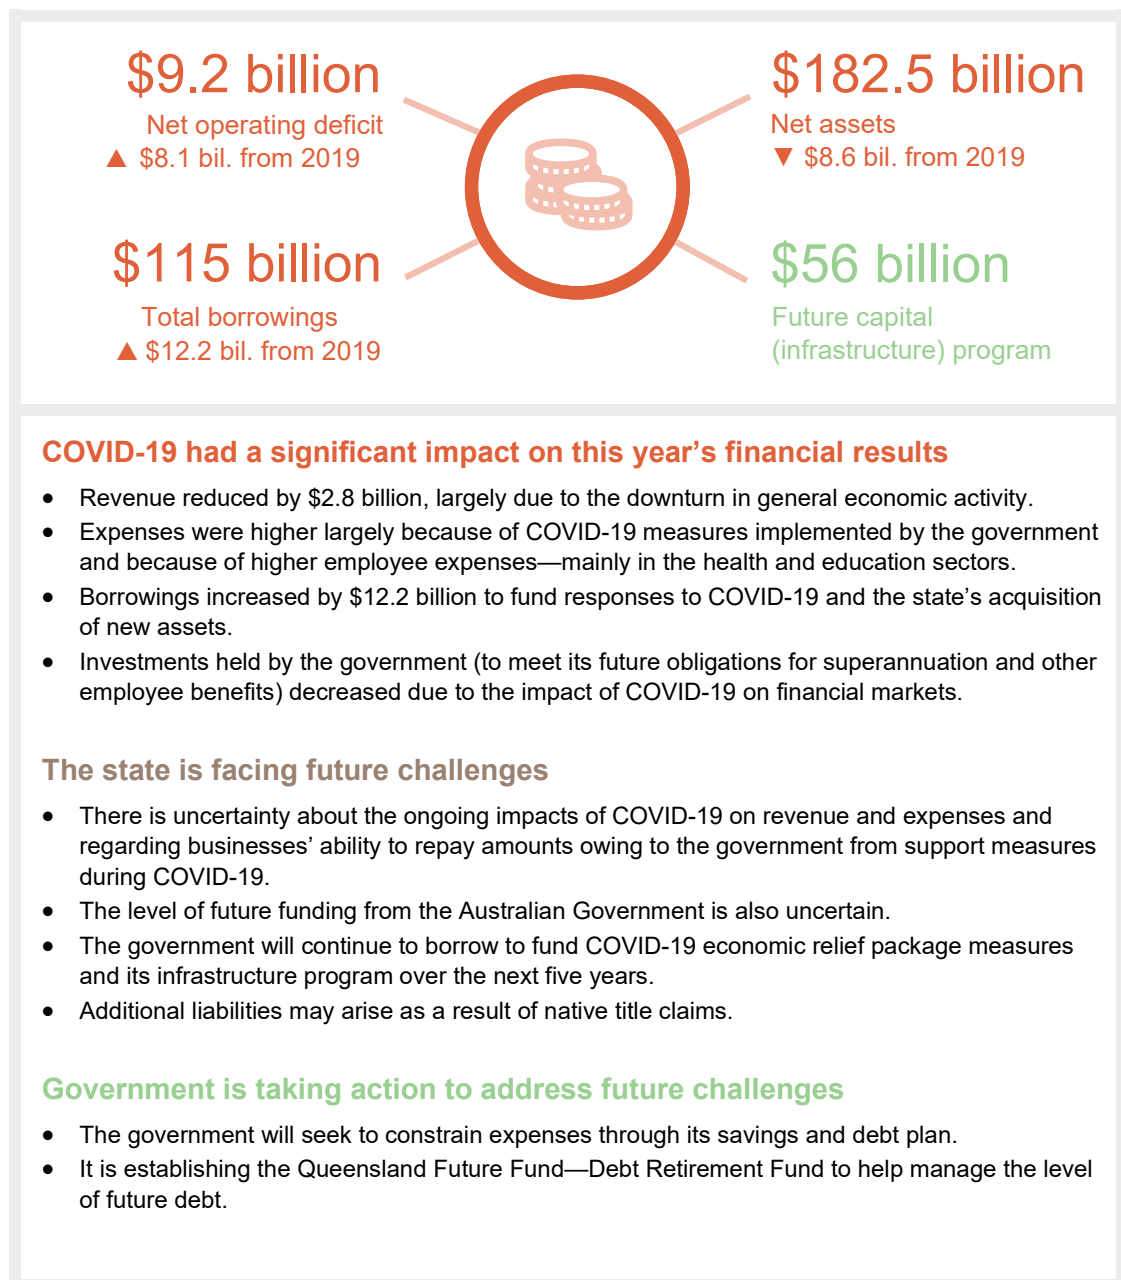 $9.2 billion
Net operating deficit
▲ $8.1 bil. from 2019
$182.5 billion
Net assets
▼ $8.6 bil. from 2019
$115 billion
Total borrowings
▲ $12.2 bil. from 2019
$56 billion
Future capital
(infrastructure) program
COVID-19 had a significant impact on this year’s financial results
• Revenue reduced by $2.8 billion, largely due to the downturn in general economic activity.
• Expenses were higher largely because of COVID-19 measures implemented by the government
and because of higher employee expenses—mainly in the health and education sectors.
• Borrowings increased by $12.2 billion to fund responses to COVID-19 and the state’s acquisition
of new assets.
• Investments held by the government (to meet its future obligations for superannuation and other
employee benefits) decreased due to the impact of COVID-19 on financial markets.
The state is facing future challenges
• There is uncertainty about the ongoing impacts of COVID-19 on revenue and expenses and
regarding businesses’ ability to repay amounts owing to the government from support measures
during COVID-19.
• The level of future funding from the Australian Government is also uncertain.
• The government will continue to borrow to fund COVID-19 economic relief package measures
and its infrastructure program over the next five years.
• Additional liabilities may arise as a result of native title claims.
Government is taking action to address future challenges
• The government will seek to constrain expenses through its savings and debt plan.
• It is establishing the Queensland Future Fund—Debt Retirement Fund to help manage the level
of future debt.